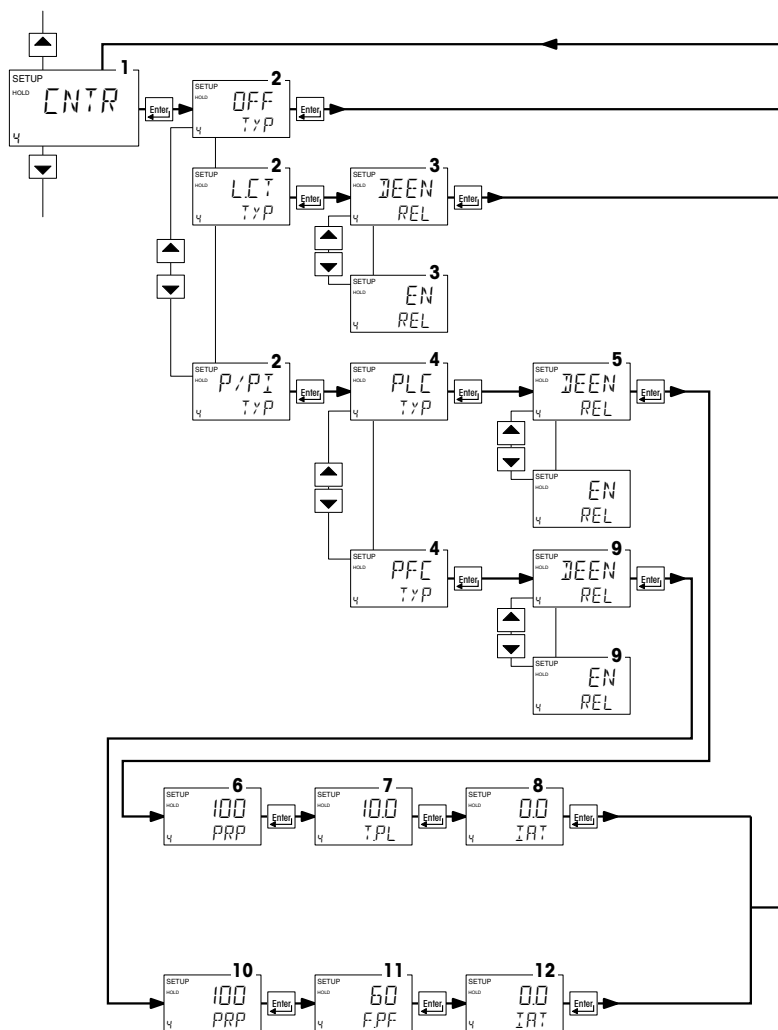 1
SETUP
HOLD
CNTR
4
Enter
2
SETUP
HOLD
OFF
TYP
4
Enter
2
SETUP
HOLD
L.CT
TYP
4
Enter
3
SETUP
HOLD
DEEN
REL
4
Enter
3
SETUP
HOLD
EN
REL
4
2
SETUP
HOLD
P/PI
TYP
4
Enter
4
SETUP
HOLD
PLC
TYP
4
Enter
5
SETUP
HOLD
DEEN
REL
4
Enter
SETUP
HOLD
EN
REL
4
4
SETUP
HOLD
PFC
TYP
4
Enter
9
SETUP
HOLD
DEEN
REL
4
Enter
9
SETUP
HOLD
EN
REL
4
6
SETUP
HOLD
100
PRP
4
Enter
7
SETUP
HOLD
10.0
T.PL
4
Enter
8
SETUP
HOLD
0.0
IAT
4
Enter
10
SETUP
HOLD
100
PRP
4
Enter
11
SETUP
HOLD
60
F.PF
4
Enter
12
SETUP
HOLD
0.0
IAT
4
Enter